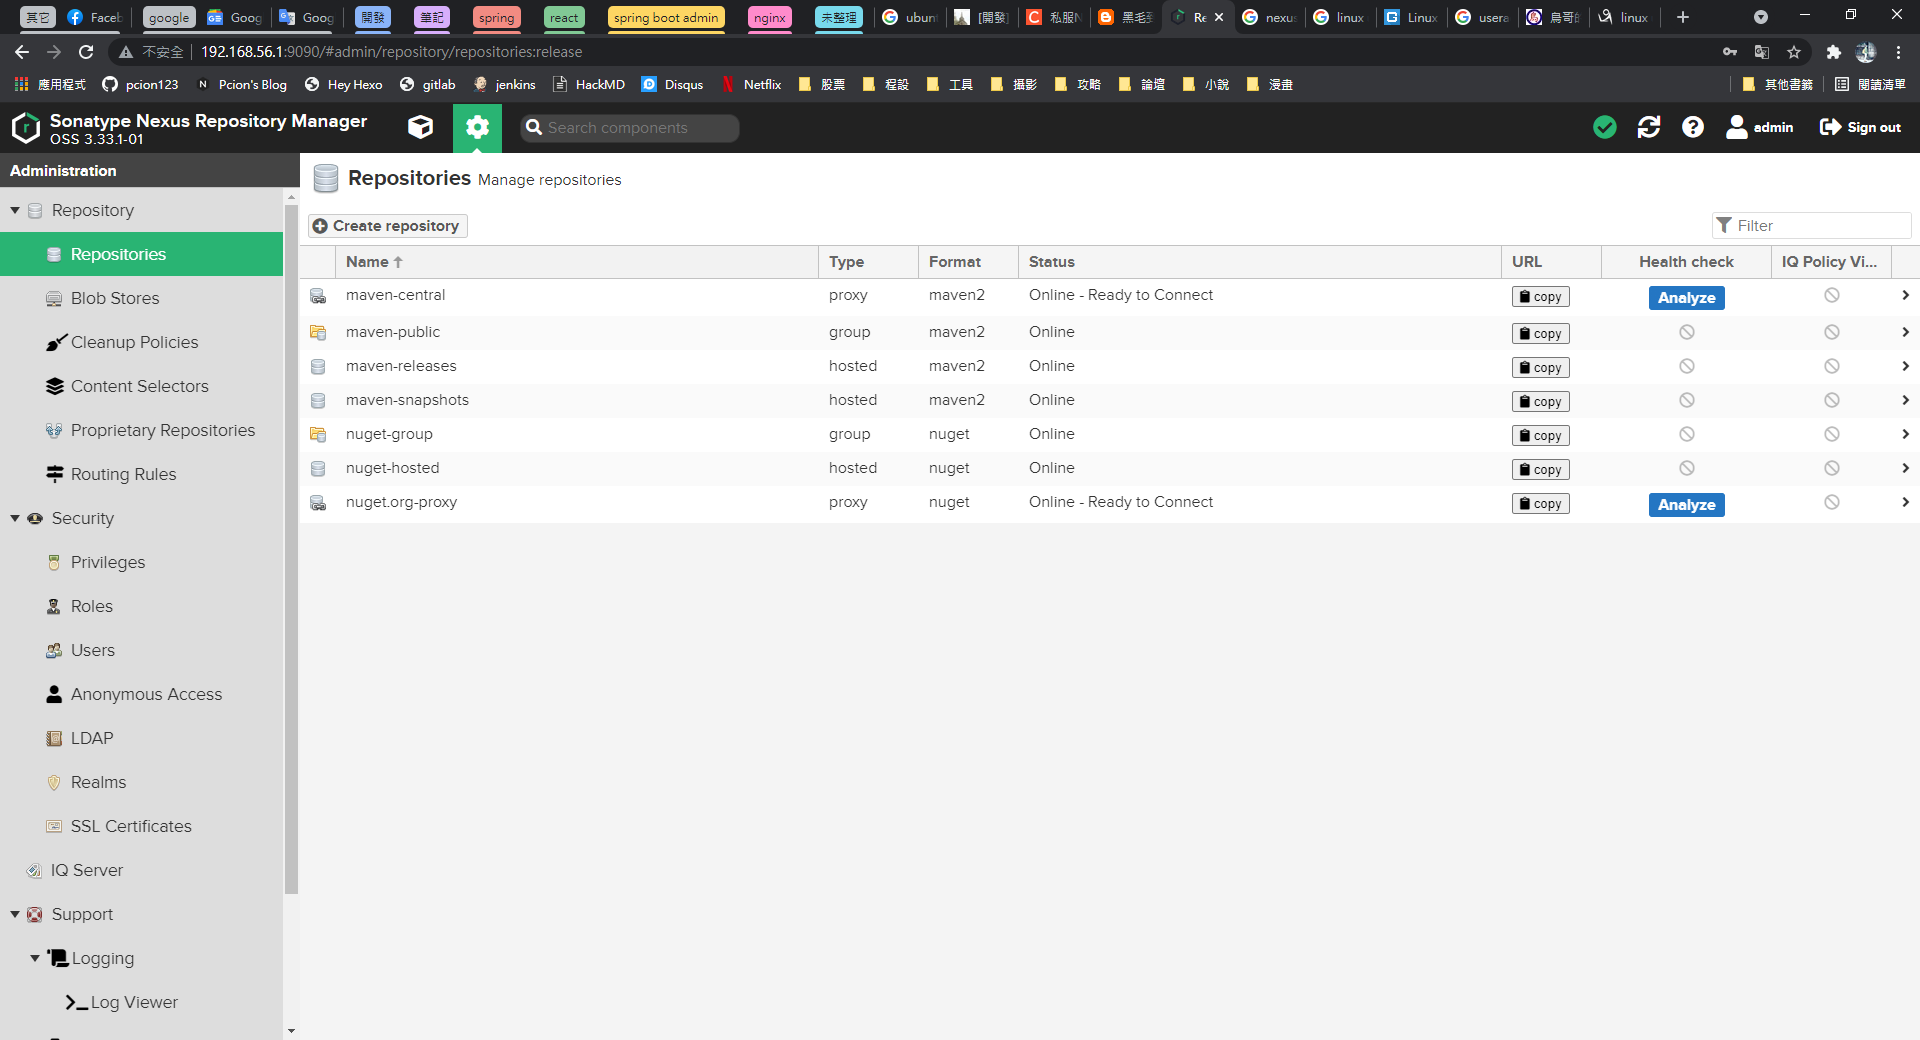 其它 Faceb google Goog Goog 開發 筆記 spring react spring boot admin nginx 未整理 ubun [開發] 私服N 黑毛到 Re nexus linux Linux usera 鳥哥的 linux
不安全 192.168.56.1:9090/#admin/repository/repositories:release
應用程式 pcion123 Pcion's Blog Hey Hexo gitlab jenkins HackMD Disqus Netflix 股票 程設 工具 攝影 攻略 論壇 小說 漫畫 其他書籤 閱讀清單
Sonatype Nexus Repository Manager
OSS 3.33.1-01
Search components
admin Sign out
Administration
Repository
Repositories
Blob Stores
Cleanup Policies
Content Selectors
Proprietary Repositories
Routing Rules
Security
Privileges
Roles
Users
Anonymous Access
LDAP
Realms
SSL Certificates
IQ Server
Support
Logging
Log Viewer
Repositories Manage repositories
Create repository Filter
Name Type Format Status URL Health check IQ Policy Vi...
maven-central proxy maven2 Online - Ready to Connect copy Analyze
maven-public group maven2 Online copy
maven-releases hosted maven2 Online copy
maven-snapshots hosted maven2 Online copy
nuget-group group nuget Online copy
nuget-hosted hosted nuget Online copy
nuget.org-proxy proxy nuget Online - Ready to Connect copy Analyze